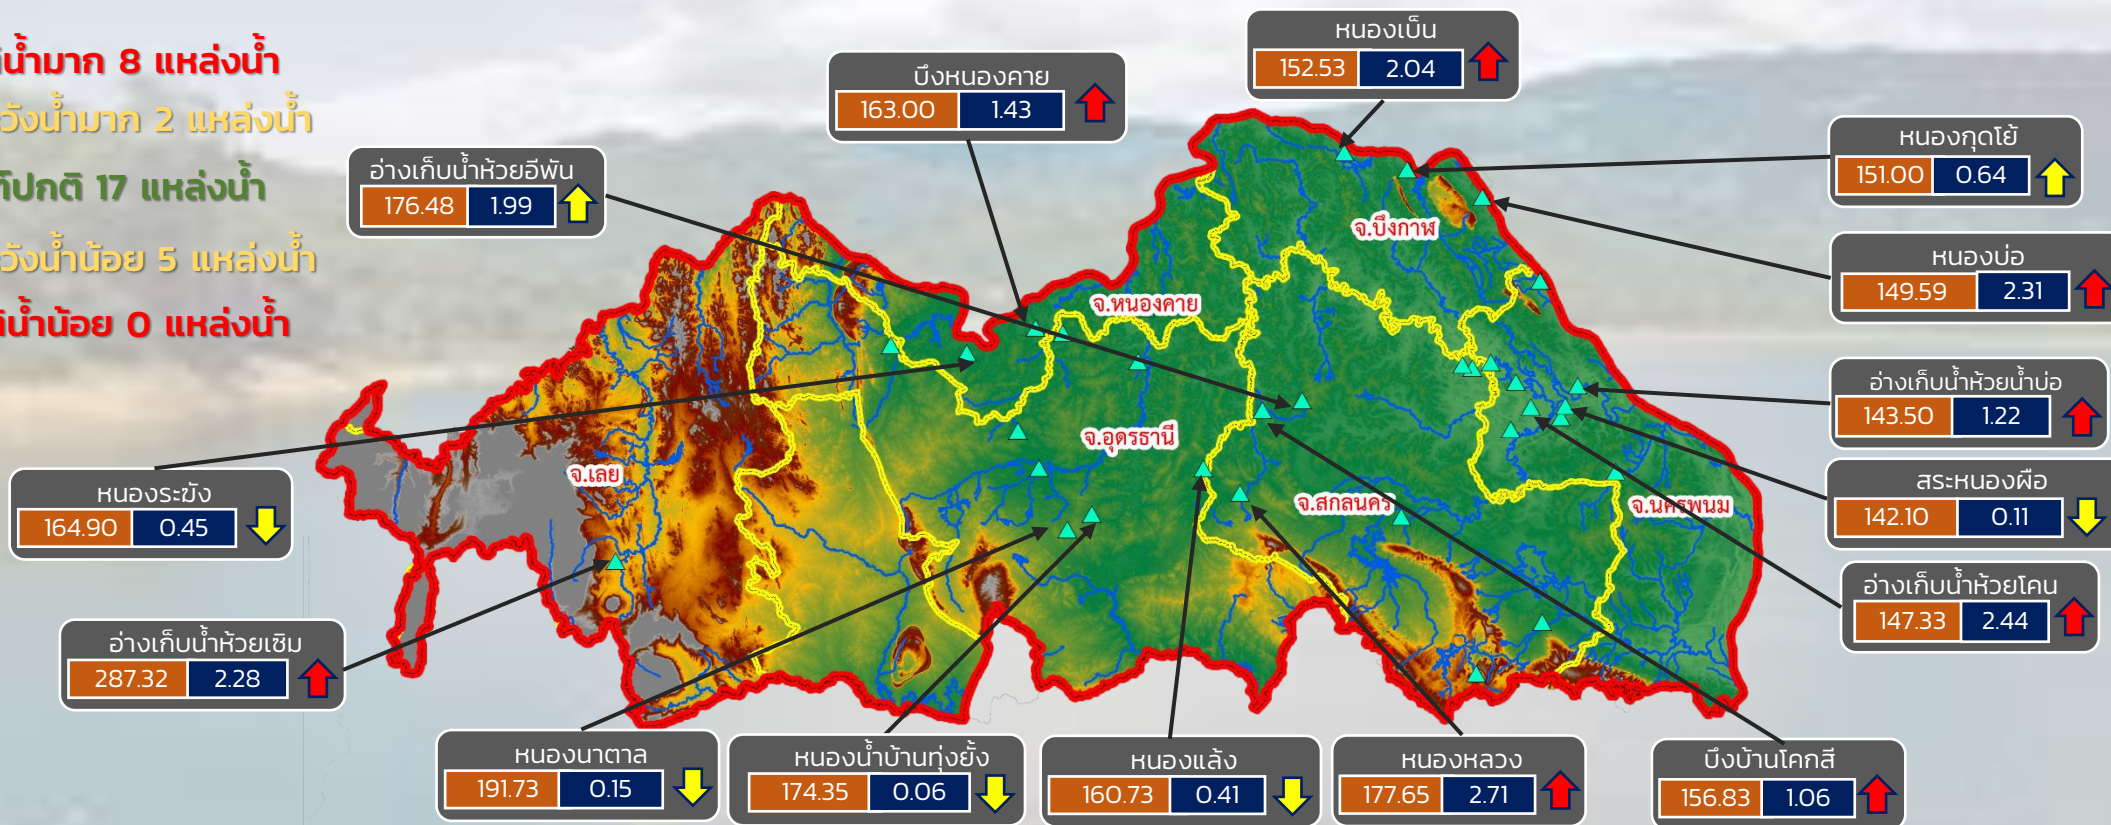 น้ำมาก 8 แหล่งน้ำ
วังน้ำมาก 2 แหล่งน้ำ
ปกติ 17 แหล่งน้ำ
วังน้ำน้อย 5 แหล่งน้ำ
น้ำน้อย 0 แหล่งน้ำ
หนองเบ็น
152.53 2.04
บึงหนองคาย
163.00 1.43
หนองกุดโย้
151.00 0.64
อ่างเก็บน้ำห้วยอีพัน
176.48 1.99
จ.บึงกาฬ
หนองบ่อ
149.59 2.31
จ.หนองคาย
อ่างเก็บน้ำห้วยน้ำบ่อ
143.50 1.22
จ.อุดรธานี
จ.เลย
สระหนองผือ
142.10 0.11
หนองระฆัง
164.90 0.45
จ.สกลนคร
จ.นครพนม
อ่างเก็บน้ำห้วยโคน
147.33 2.44
อ่างเก็บน้ำห้วยเซิม
287.32 2.28
หนองนาตาล
191.73 0.15
หนองน้ำบ้านทุ่งยั้ง
174.35 0.06
หนองแล้ง
160.73 0.41
หนองหลวง
177.65 2.71
บึงบ้านโคกสี
156.83 1.06